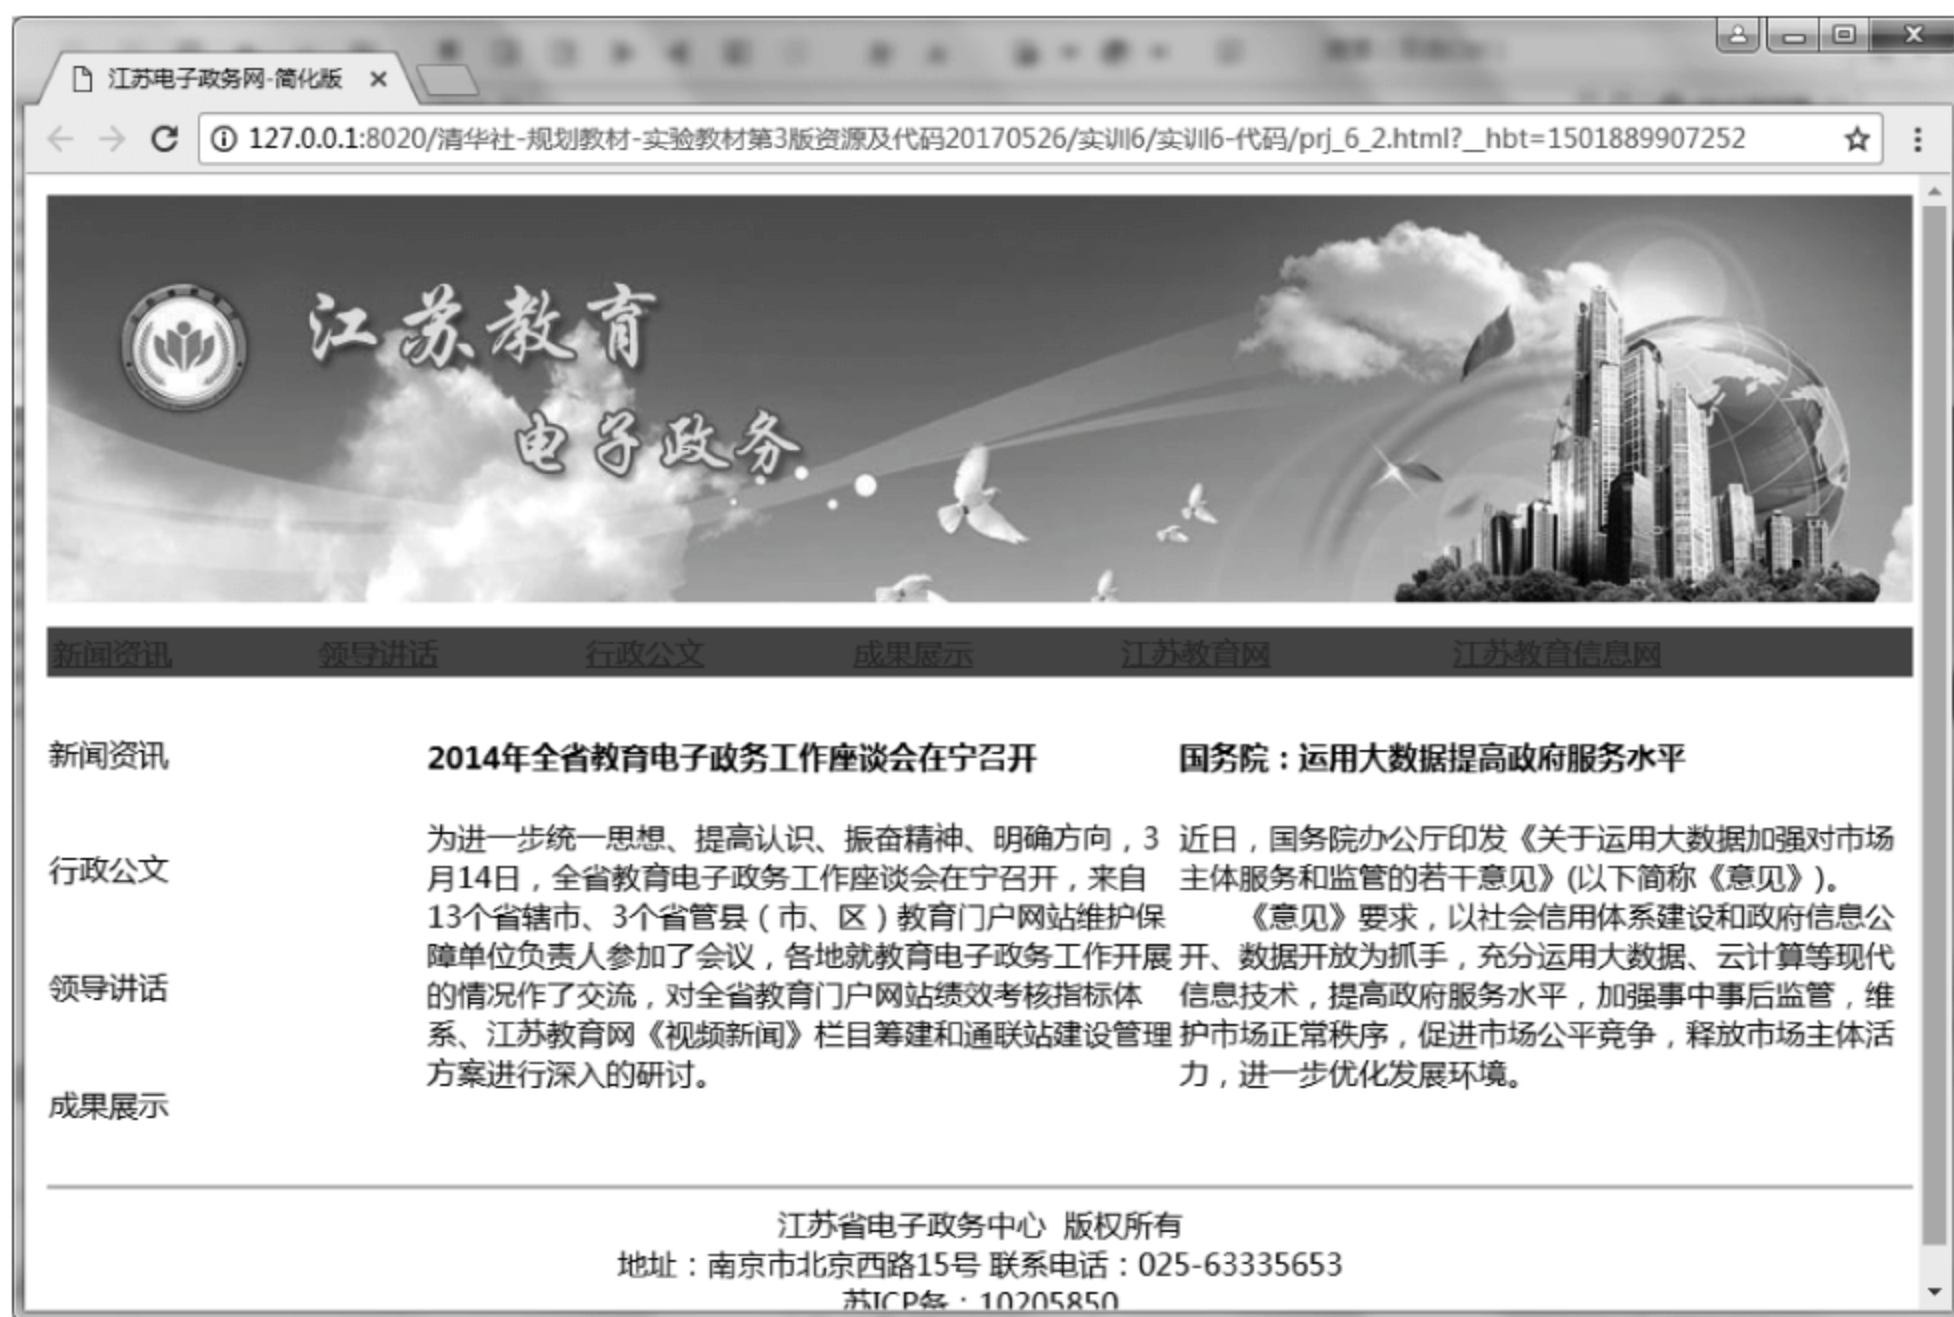 江苏电子政务网-简化版
127.0.0.1:8020/清华社-规划教材-实验教材第3版资源及代码20170526/实训6/实训6-代码/prj_6_2.html?__hbt=1501889907252
江苏教育
电子政务
新闻资讯 领导讲话 行政公文 成果展示 江苏教育网 江苏教育信息网
新闻资讯
行政公文
领导讲话
成果展示
2014年全省教育电子政务工作座谈会在宁召开
为进一步统一思想、提高认识、振奋精神、明确方向，3
月14日，全省教育电子政务工作座谈会在宁召开，来自
13个省辖市、3个省管县（市、区）教育门户网站维护保
障单位负责人参加了会议，各地就教育电子政务工作开展
的情况作了交流，对全省教育门户网站绩效考核指标体
系、江苏教育网《视频新闻》栏目筹建和通联站建设管理
方案进行深入的研讨。
国务院：运用大数据提高政府服务水平
近日，国务院办公厅印发《关于运用大数据加强对市场
主体服务和监管的若干意见》(以下简称《意见》)。
《意见》要求，以社会信用体系建设和政府信息公
开、数据开放为抓手，充分运用大数据、云计算等现代
信息技术，提高政府服务水平，加强事中事后监管，维
护市场正常秩序，促进市场公平竞争，释放市场主体活
力，进一步优化发展环境。
江苏省电子政务中心 版权所有
地址：南京市北京西路15号 联系电话：025-63335653
苏ICP备：10205850